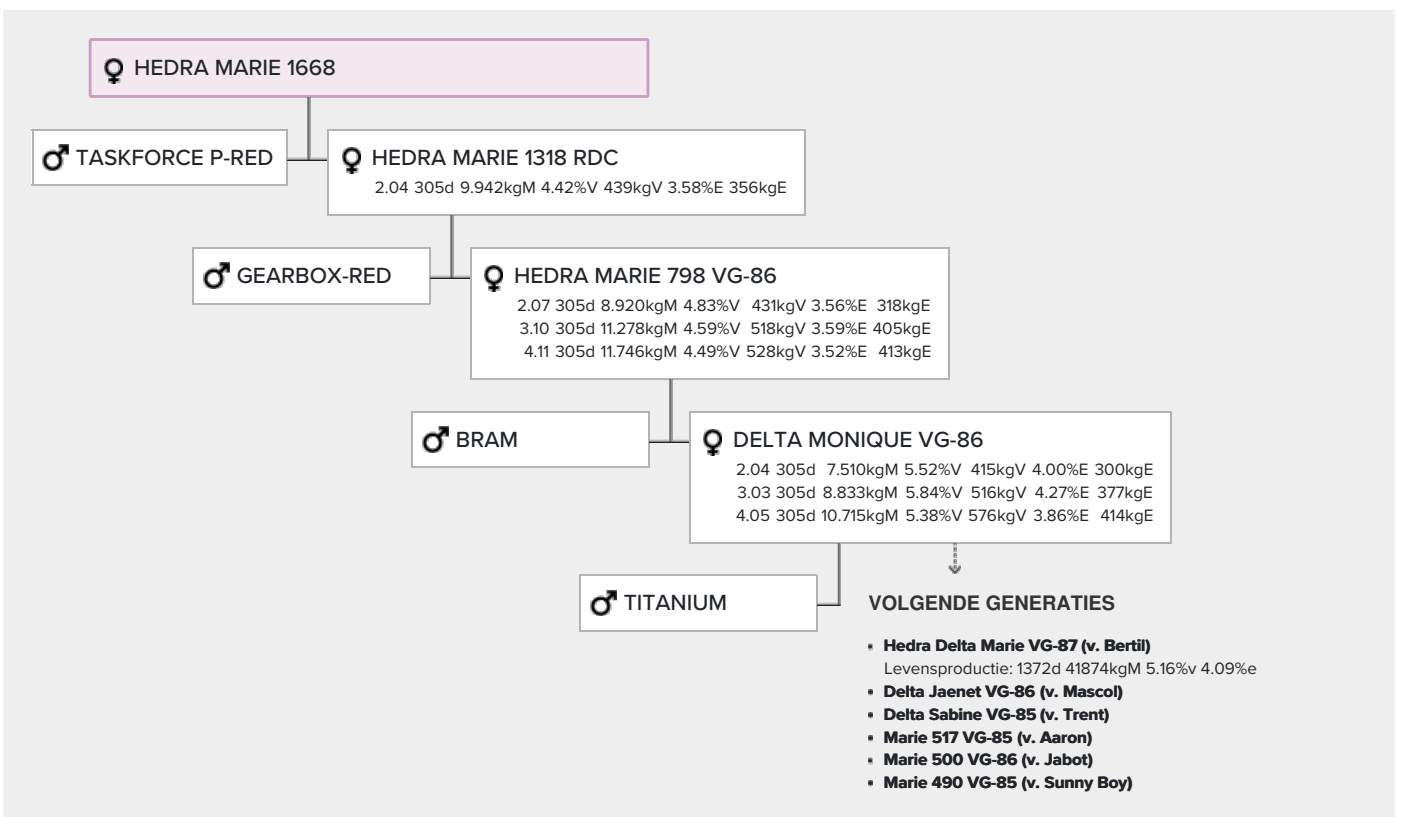 HEDRA MARIE 1668
TASKFORCE P-RED
HEDRA MARIE 1318 RDC
2.04 305d 9.942kgM 4.42%V 439kgV 3.58%E 356kgE
GEARBOX-RED
HEDRA MARIE 798 VG-86
2.07 305d 8.920kgM 4.83%V 431kgV 3.56%E 318kgE
3.10 305d 11.278kgM 4.59%V 518kgV 3.59%E 405kgE
4.11 305d 11.746kgM 4.49%V 528kgV 3.52%E 413kgE
BRAM
DELTA MONIQUE VG-86
2.04 305d 7.510kgM 5.52%V 415kgV 4.00%E 300kgE
3.03 305d 8.833kgM 5.84%V 516kgV 4.27%E 377kgE
4.05 305d 10.715kgM 5.38%V 576kgV 3.86%E 414kgE
TITANIUM
VOLGENDE GENERATIES
Hedra Delta Marie VG-87 (v. Bertil)
Levensproductie: 1372d 41874kgM 5.16%v 4.09%e
Delta Jaenet VG-86 (v. Mascol)
Delta Sabine VG-85 (v. Trent)
Marie 517 VG-85 (v. Aaron)
Marie 500 VG-86 (v. Jabot)
Marie 490 VG-85 (v. Sunny Boy)